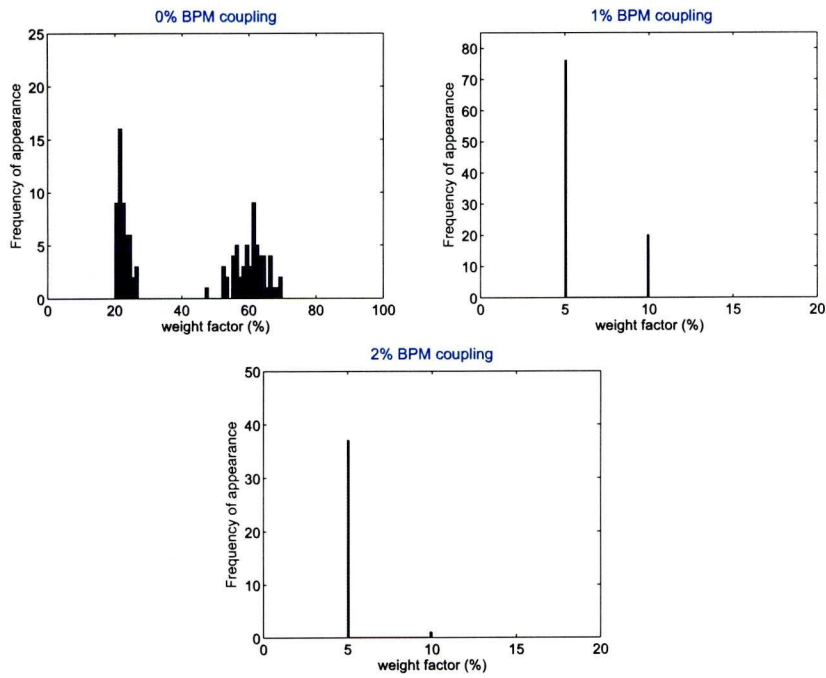 0% BPM coupling
25
20
15
10
5
0
Frequency of appearance
0 20 40 60 80 100
weight factor (%)
1% BPM coupling
80
70
60
50
40
30
20
10
0
Frequency of appearance
0 5 10 15 20
weight factor (%)
2% BPM coupling
50
40
30
20
10
0
Frequency of appearance
0 5 10 15 20
weight factor (%)